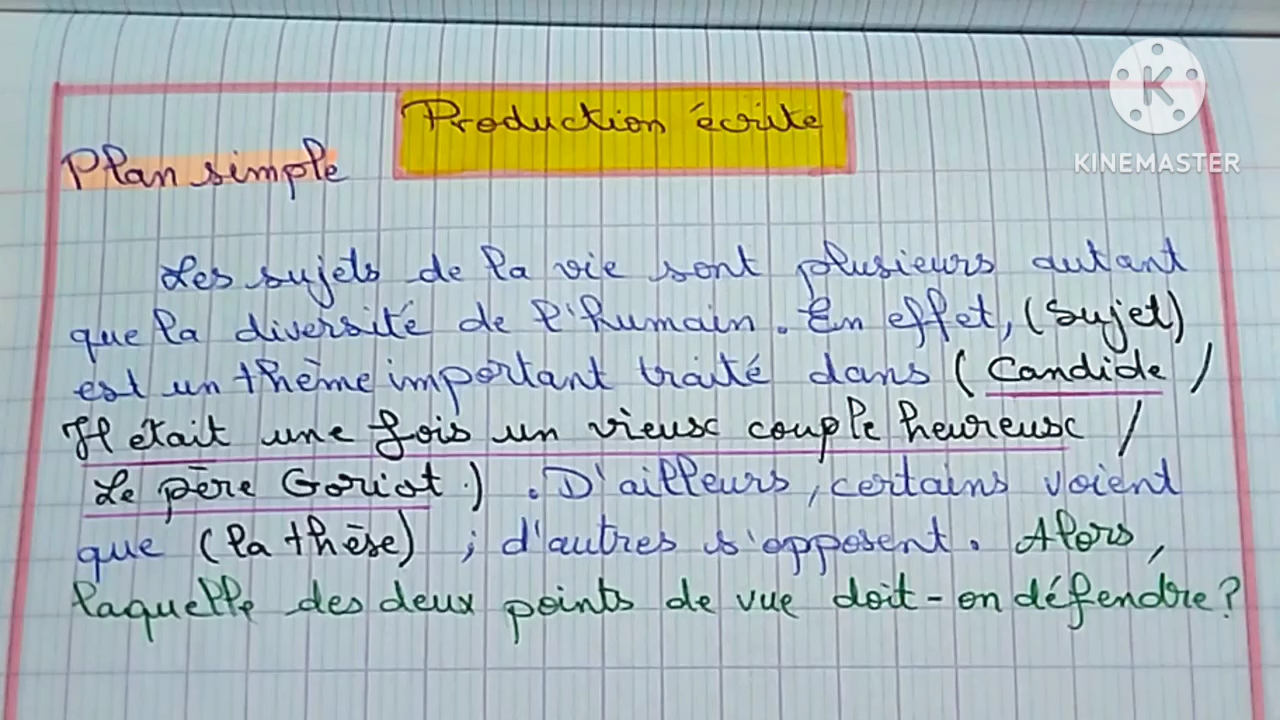 Production écrite
Plan simple
Les sujets de la vie sont plusieurs autant
que la diversité de l'humain. En effet, (Sujet)
est un thème important traité dans (Candide /
Il était une fois un vieux couple heureux /
Le père Goriot.) . D'ailleurs, certains voient
que (la thèse) ; d'autres s'opposent. Alors,
laquelle des deux points de vue doit-on défendre?
K
KINEMASTER